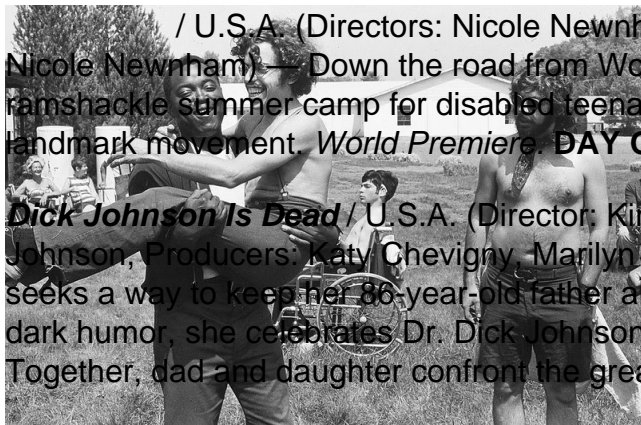 / U.S.A. (Directors: Nicole Newnh
Nicole Newnham) — Down the road from Wo
ramshackle summer camp for disabled teena
landmark movement. World Premiere. DAY O
Dick Johnson Is Dead / U.S.A. (Director: Ki
Johnson, Producers: Katy Chevigny, Marilyn
seeks a way to keep her 86-year-old father a
dark humor, she celebrates Dr. Dick Johnson
Together, dad and daughter confront the grea